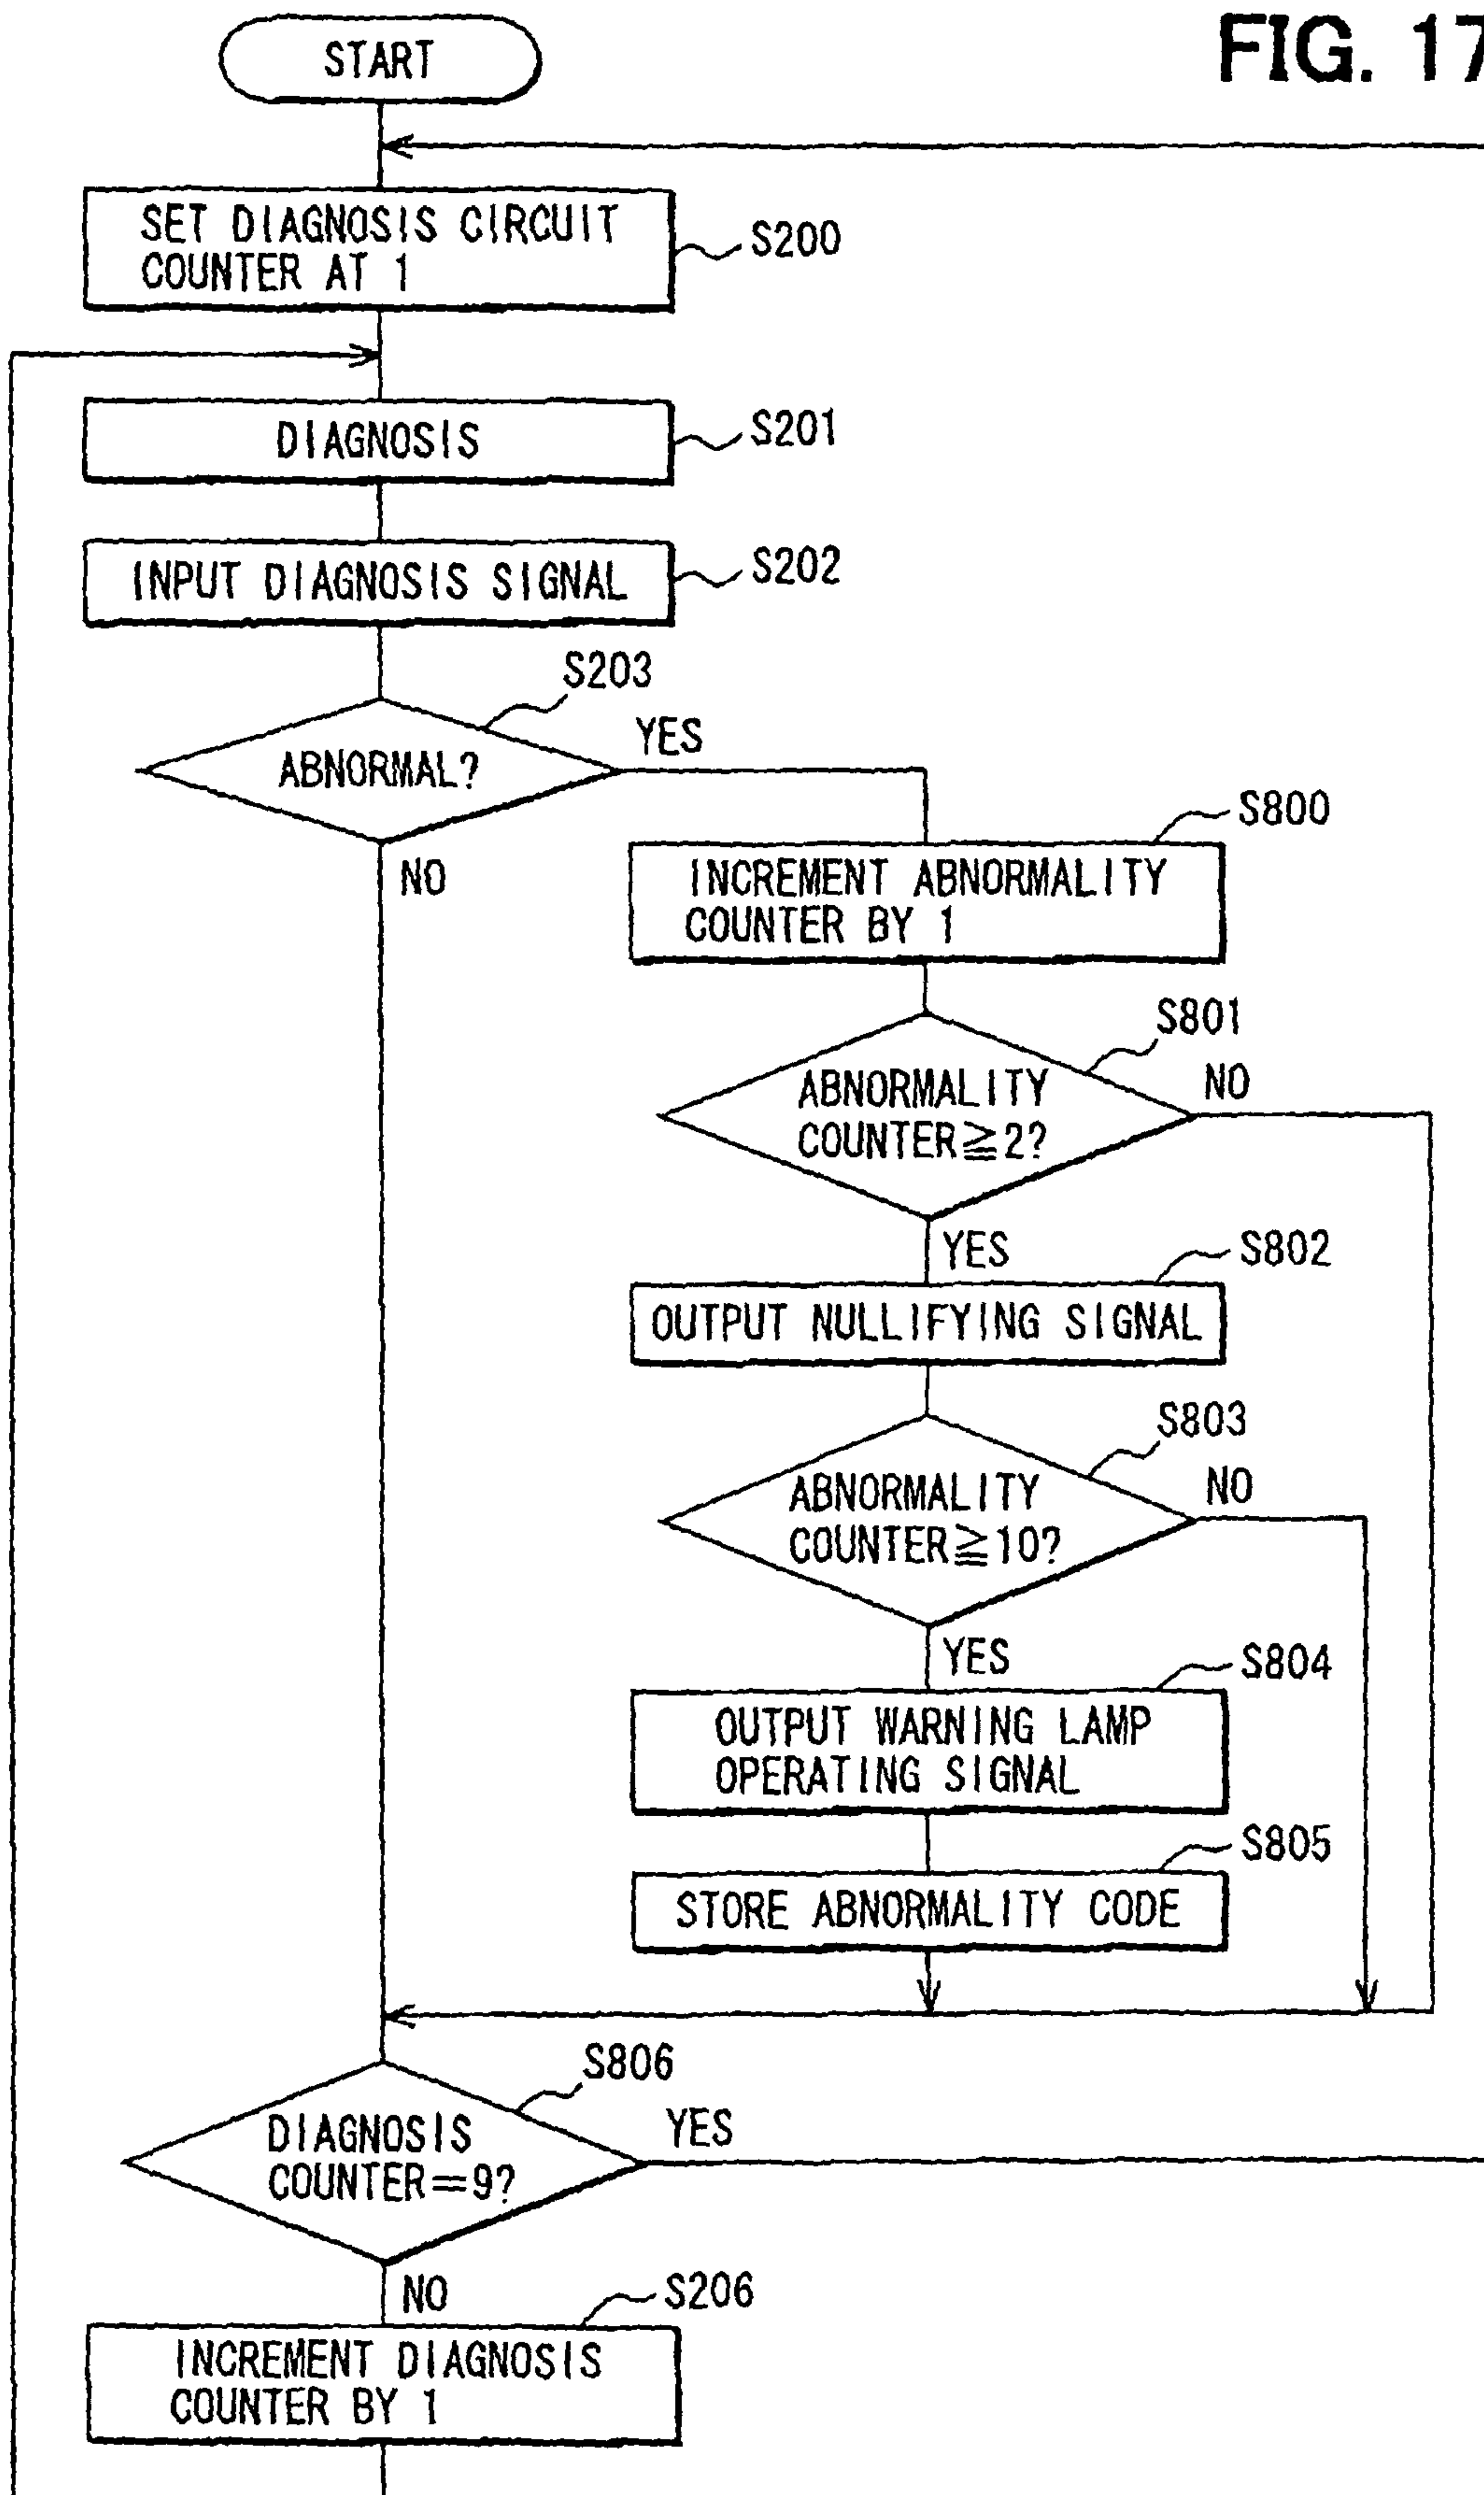 FIG. 17
START
SET DIAGNOSIS CIRCUIT
COUNTER AT 1
S200
DIAGNOSIS
S201
INPUT DIAGNOSIS SIGNAL
S202
S203
ABNORMAL?
YES
NO
S800
INCREMENT ABNORMALITY
COUNTER BY 1
S801
ABNORMALITY
COUNTER≧2?
NO
YES
S802
OUTPUT NULLIFYING SIGNAL
S803
ABNORMALITY
COUNTER≧10?
NO
YES
S804
OUTPUT WARNING LAMP
OPERATING SIGNAL
S805
STORE ABNORMALITY CODE
S806
DIAGNOSIS
COUNTER=9?
YES
NO
S206
INCREMENT DIAGNOSIS
COUNTER BY 1